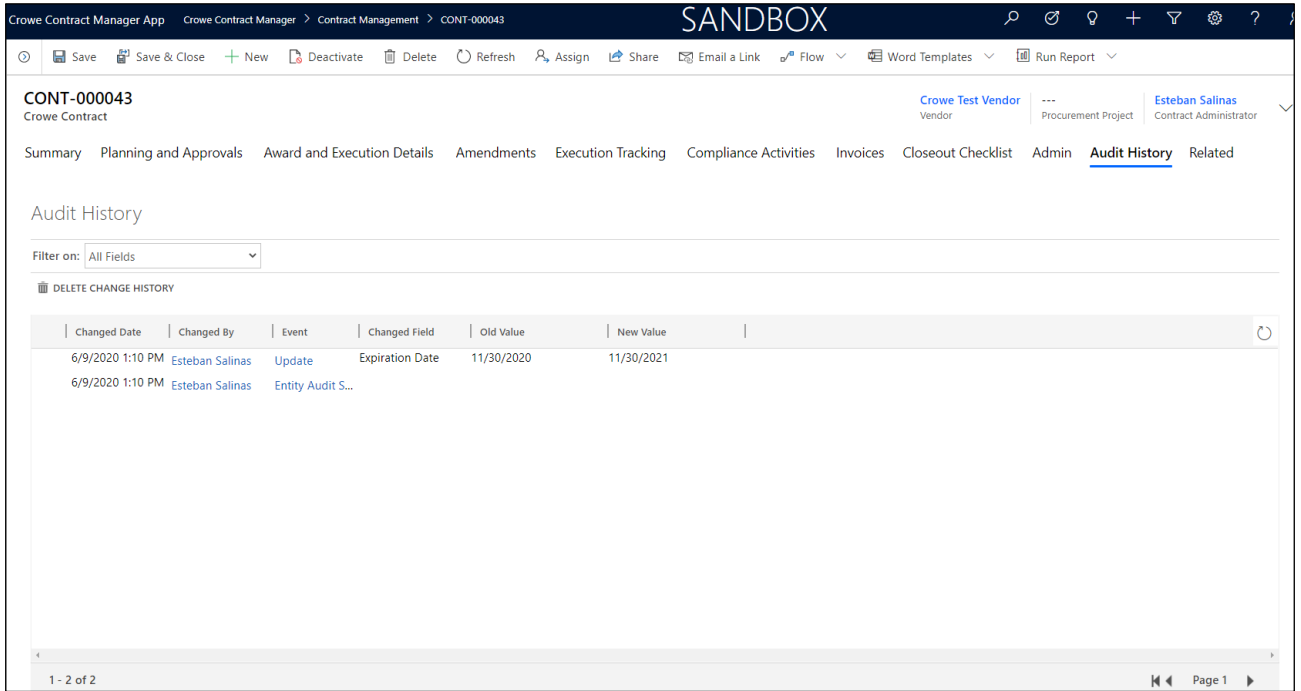 Crowe Contract Manager App Crowe Contract Manager > Contract Management > CONT-000043 SANDBOX
Save Save & Close New Deactivate Delete Refresh Assign Share Email a Link Flow Word Templates Run Report
CONT-000043
Crowe Contract
Crowe Test Vendor --- Esteban Salinas
Vendor Procurement Project Contract Administrator
Summary Planning and Approvals Award and Execution Details Amendments Execution Tracking Compliance Activities Invoices Closeout Checklist Admin Audit History Related
Audit History
Filter on: All Fields
DELETE CHANGE HISTORY
Changed Date Changed By Event Changed Field Old Value New Value
6/9/2020 1:10 PM Esteban Salinas Update Expiration Date 11/30/2020 11/30/2021
6/9/2020 1:10 PM Esteban Salinas Entity Audit S...
1 - 2 of 2 Page 1